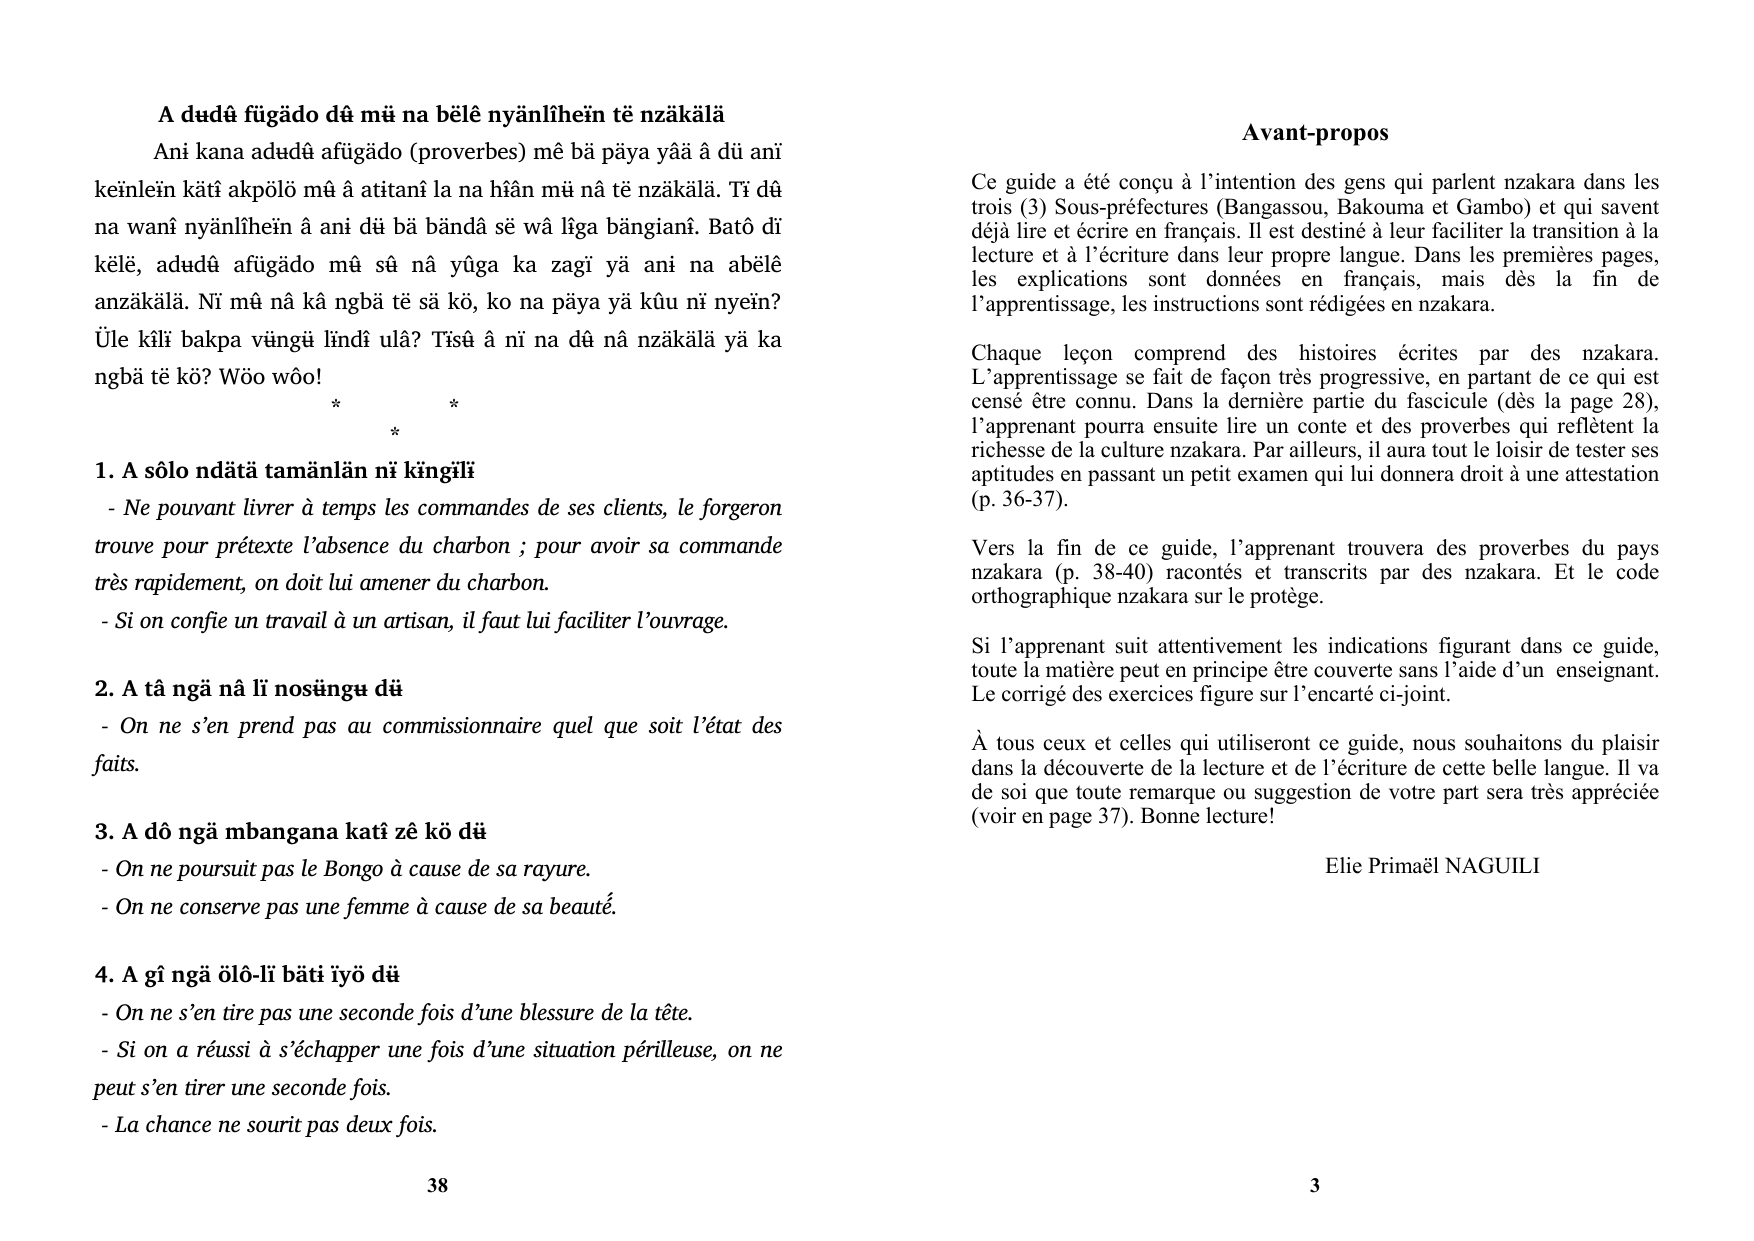 A dʉdʉ̂ fügädo dʉ̂ mʉ̈ na bëlê nyänlîheɨ̈n të nzäkälä
Anɨ kana adʉdʉ̂ afügädo (proverbes) mê bä päya yâä â dü anï
keɨ̈nleɨ̈n kätî akpölö mʉ̂ â atɨtanî la na hîân mʉ̈ nâ të nzäkälä. Tɨ̈ dʉ̂
na wanɨ̂ nyänlîheɨ̈n â anɨ dʉ̈ bä bändâ së wâ lɨ̂ga bängianɨ̂. Batô dï
këlë, adʉdʉ̂ afügädo mʉ̂ sʉ̂ nâ yûga ka zagï yä anɨ na abëlê
anzäkälä. Nï mʉ̂ nâ kâ ngbä të sä kö, ko na päya yä kûu nɨ̈ nyeɨ̈n?
Üle kîlɨ̈ bakpa vʉ̈ngʉ̈ lɨ̈ndɨ̂ ulâ? Tɨ̈sʉ̂ â nï na dʉ̂ nâ nzäkälä yä ka
ngbä të kö? Wöo wôo!
* *
*
1. A sôlo ndätä tamänlän nɨ̈ kɨ̈ngɨ̈lɨ̈
- Ne pouvant livrer à temps les commandes de ses clients, le forgeron
trouve pour prétexte l’absence du charbon ; pour avoir sa commande
très rapidement, on doit lui amener du charbon.
- Si on confie un travail à un artisan, il faut lui faciliter l’ouvrage.
2. A tâ ngä nâ lï nosʉ̈ngʉ dʉ̈
- On ne s’en prend pas au commissionnaire quel que soit l’état des
faits.
3. A dô ngä mbangana katɨ̂ zê kö dʉ̈
- On ne poursuit pas le Bongo à cause de sa rayure.
- On ne conserve pas une femme à cause de sa beauté́.
4. A gî ngä ölô-lï bätɨ ïyö dʉ̈
- On ne s’en tire pas une seconde fois d’une blessure de la tête.
- Si on a réussi à s’échapper une fois d’une situation périlleuse, on ne
peut s’en tirer une seconde fois.
- La chance ne sourit pas deux fois.
38
Avant-propos
Ce guide a été conçu à l’intention des gens qui parlent nzakara dans les
trois (3) Sous-préfectures (Bangassou, Bakouma et Gambo) et qui savent
déjà lire et écrire en français. Il est destiné à leur faciliter la transition à la
lecture et à l’écriture dans leur propre langue. Dans les premières pages,
les explications sont données en français, mais dès la fin de
l’apprentissage, les instructions sont rédigées en nzakara.
Chaque leçon comprend des histoires écrites par des nzakara.
L’apprentissage se fait de façon très progressive, en partant de ce qui est
censé être connu. Dans la dernière partie du fascicule (dès la page 28),
l’apprenant pourra ensuite lire un conte et des proverbes qui reflètent la
richesse de la culture nzakara. Par ailleurs, il aura tout le loisir de tester ses
aptitudes en passant un petit examen qui lui donnera droit à une attestation
(p. 36-37).
Vers la fin de ce guide, l’apprenant trouvera des proverbes du pays
nzakara (p. 38-40) racontés et transcrits par des nzakara. Et le code
orthographique nzakara sur le protège.
Si l’apprenant suit attentivement les indications figurant dans ce guide,
toute la matière peut en principe être couverte sans l’aide d’un enseignant.
Le corrigé des exercices figure sur l’encarté ci-joint.
À tous ceux et celles qui utiliseront ce guide, nous souhaitons du plaisir
dans la découverte de la lecture et de l’écriture de cette belle langue. Il va
de soi que toute remarque ou suggestion de votre part sera très appréciée
(voir en page 37). Bonne lecture!
Elie Primaël NAGUILI
3